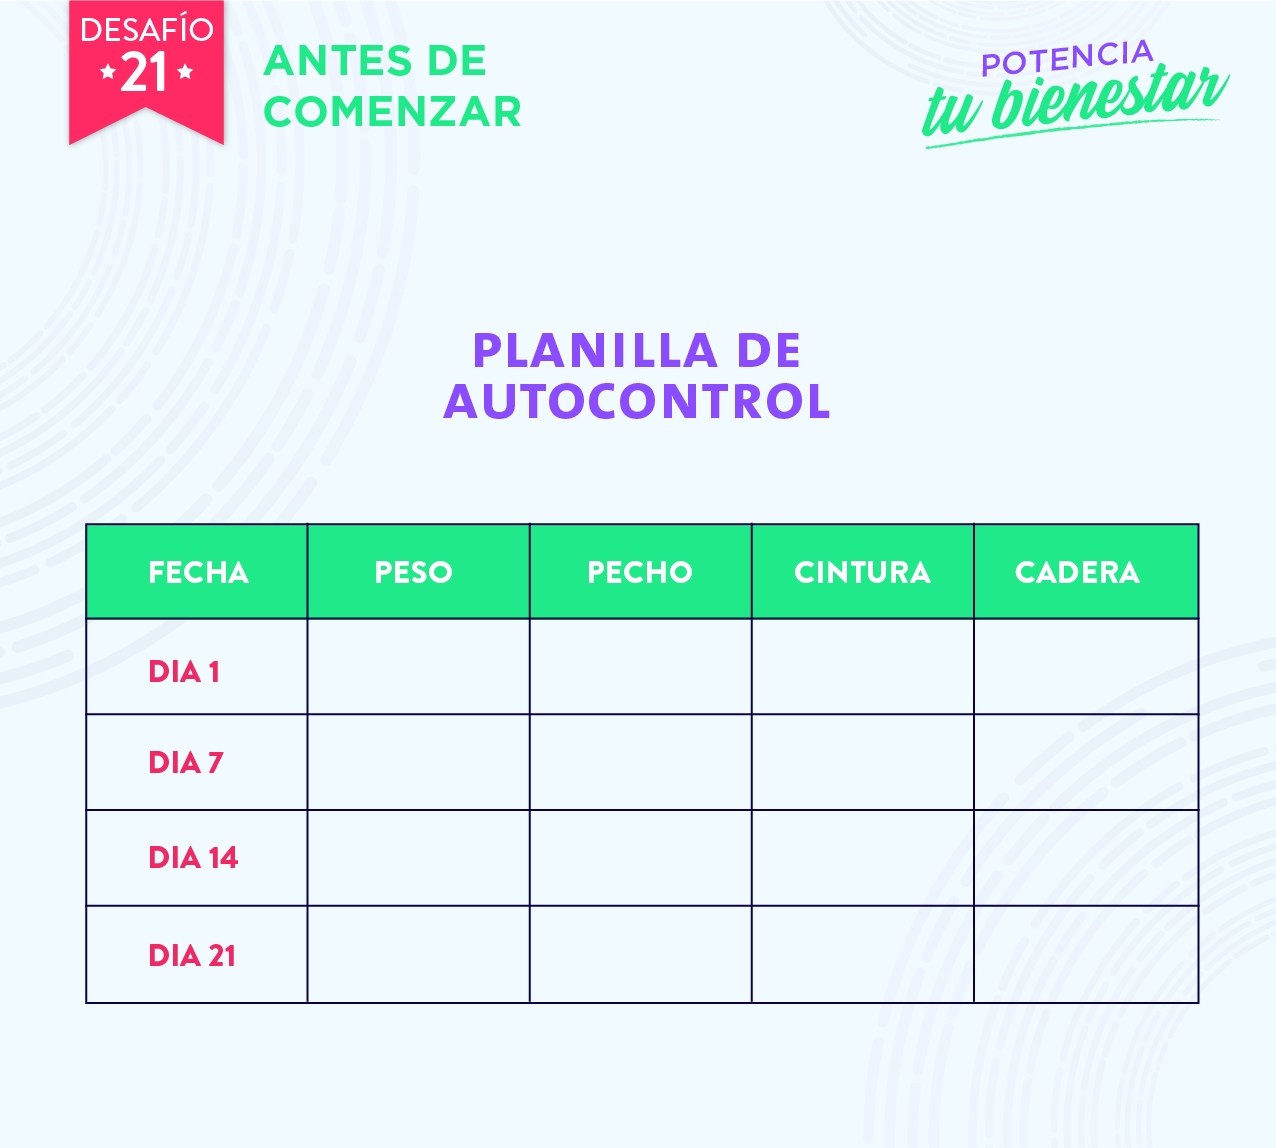 DESAFÍO
21
ANTES DE
COMENZAR
POTENCIA
tu bienestar
PLANILLA DE
AUTOCONTROL
FECHA PESO PECHO CINTURA CADERA
DIA 1
DIA 7
DIA 14
DIA 21